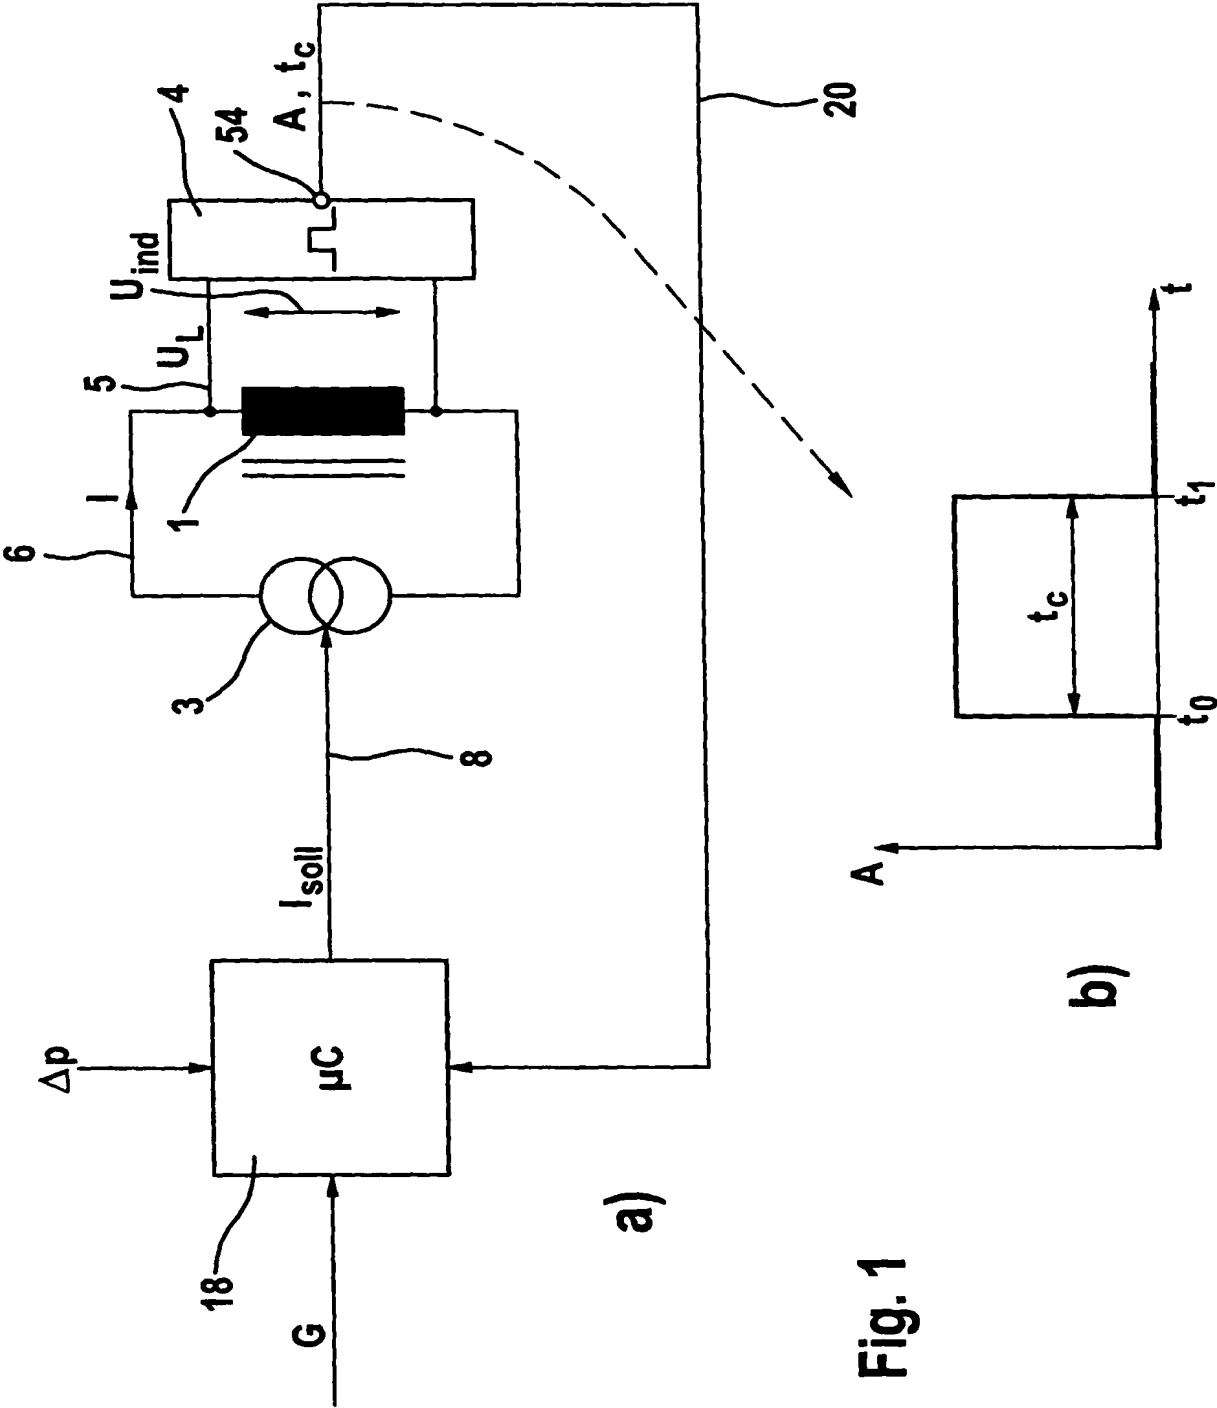 Δp
G
18
µC
I_soll
8
3
6
I
1
5
U_L
U_ind
4
54
A, t_c
20
a)
A
t_c
t_0
t_1
t
b)
Fig. 1